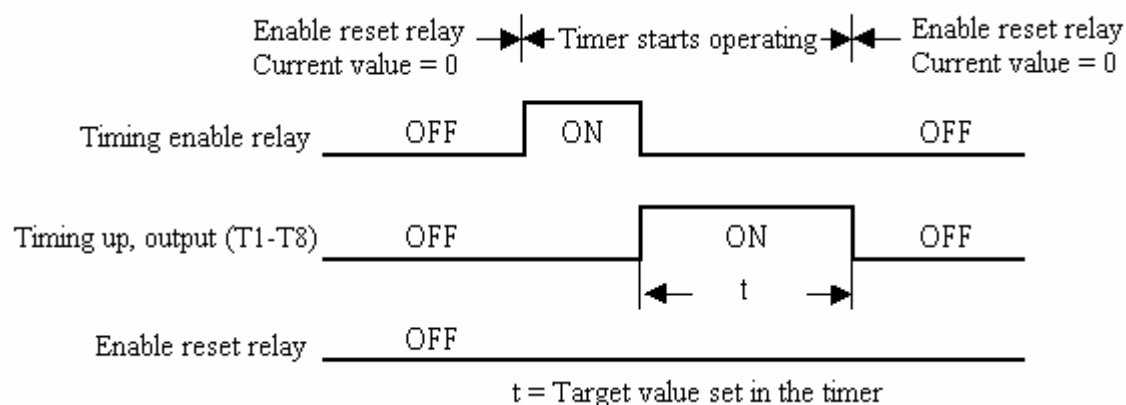 Enable reset relay
Current value = 0
Timer starts operating
Enable reset relay
Current value = 0
Timing enable relay
OFF
ON
OFF
Timing up, output (T1-T8)
OFF
ON
OFF
t
Enable reset relay
OFF
t = Target value set in the timer